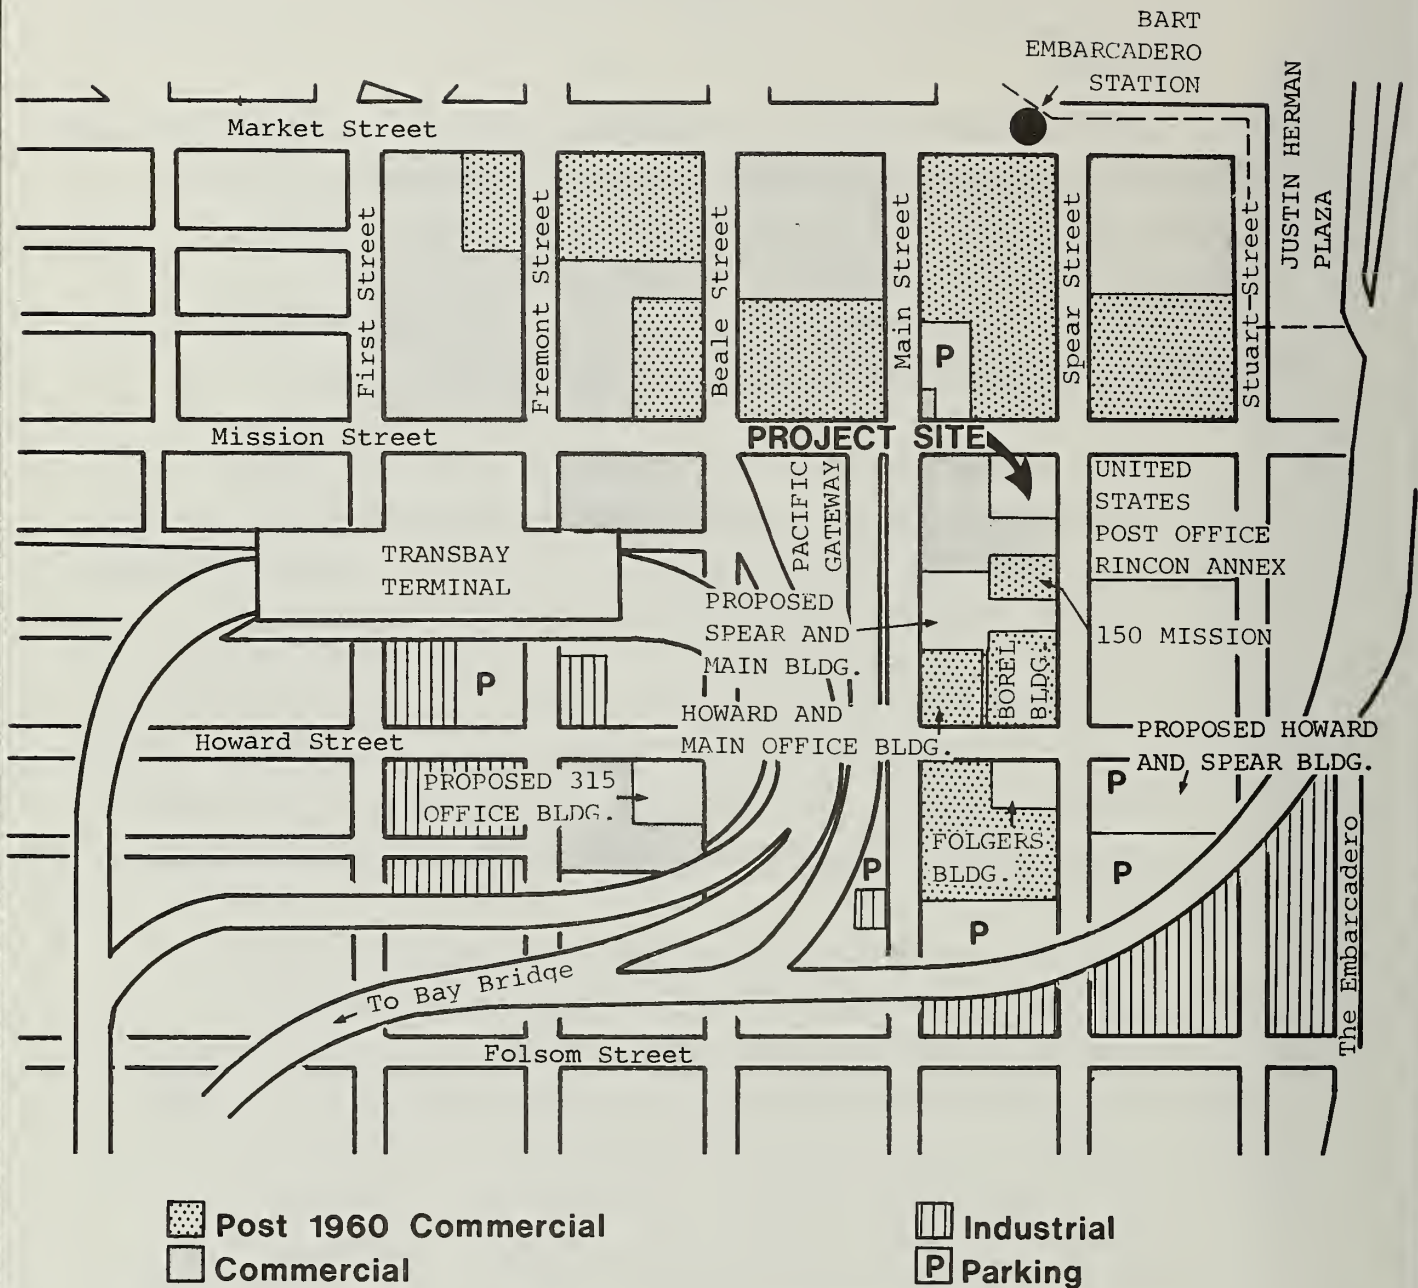 BART
EMBARCADERO
STATION
JUSTIN HERMAN
PLAZA
Market Street
First Street
Fremont Street
Beale Street
Main Street
Spear Street
Stuart Street
P
Mission Street
PROJECT SITE
PACIFIC
GATEWAY
UNITED
STATES
POST OFFICE
RINCON ANNEX
TRANSBAY
TERMINAL
PROPOSED
SPEAR AND
MAIN BLDG.
150 MISSION
BOREL
BLDG.
P
HOWARD AND
MAIN OFFICE BLDG.
Howard Street
PROPOSED HOWARD
AND SPEAR BLDG.
PROPOSED 315
OFFICE BLDG.
P
FOLGERS
BLDG.
P
P
P
The Embarcadero
To Bay Bridge
Folsom Street
Post 1960 Commercial
Commercial
Industrial
P Parking